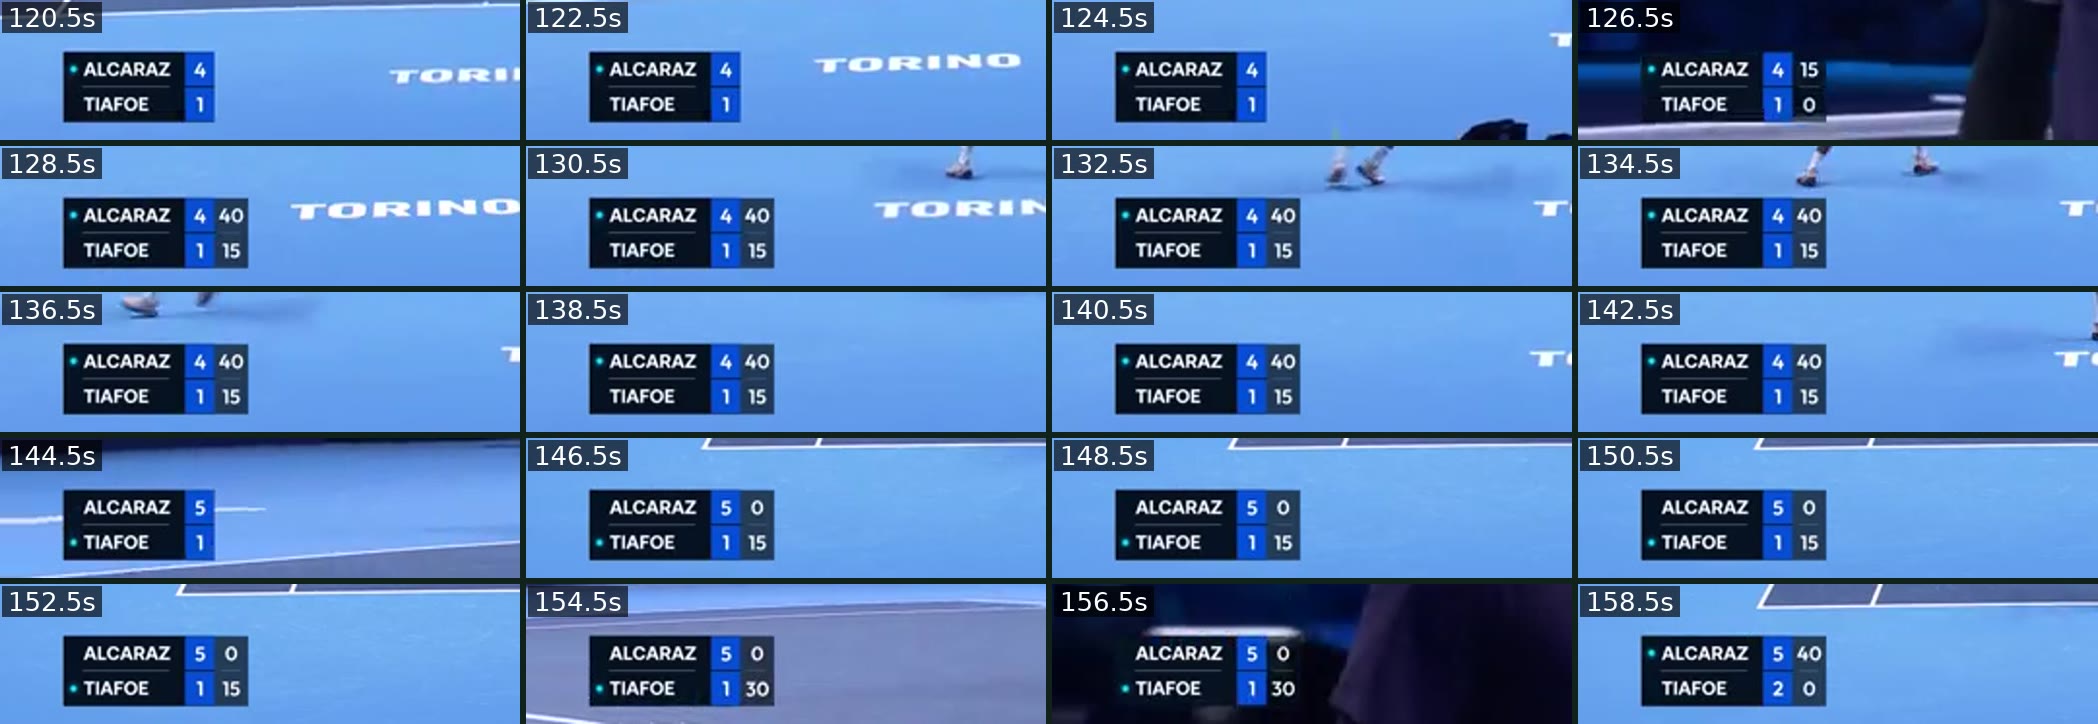 120.5s
ALCARAZ 4
TIAFOE 1
122.5s
TORINO
ALCARAZ 4
TIAFOE 1
124.5s
ALCARAZ 4
TIAFOE 1
126.5s
ALCARAZ 4 15
TIAFOE 1 0
128.5s
TORINO
ALCARAZ 4 40
TIAFOE 1 15
130.5s
ALCARAZ 4 40
TIAFOE 1 15
132.5s
ALCARAZ 4 40
TIAFOE 1 15
134.5s
ALCARAZ 4 40
TIAFOE 1 15
136.5s
ALCARAZ 4 40
TIAFOE 1 15
138.5s
ALCARAZ 4 40
TIAFOE 1 15
140.5s
ALCARAZ 4 40
TIAFOE 1 15
142.5s
ALCARAZ 4 40
TIAFOE 1 15
144.5s
ALCARAZ 5
TIAFOE 1
146.5s
ALCARAZ 5 0
TIAFOE 1 15
148.5s
ALCARAZ 5 0
TIAFOE 1 15
150.5s
ALCARAZ 5 0
TIAFOE 1 15
152.5s
ALCARAZ 5 0
TIAFOE 1 15
154.5s
ALCARAZ 5 0
TIAFOE 1 30
156.5s
ALCARAZ 5 0
TIAFOE 1 30
158.5s
ALCARAZ 5 40
TIAFOE 2 0